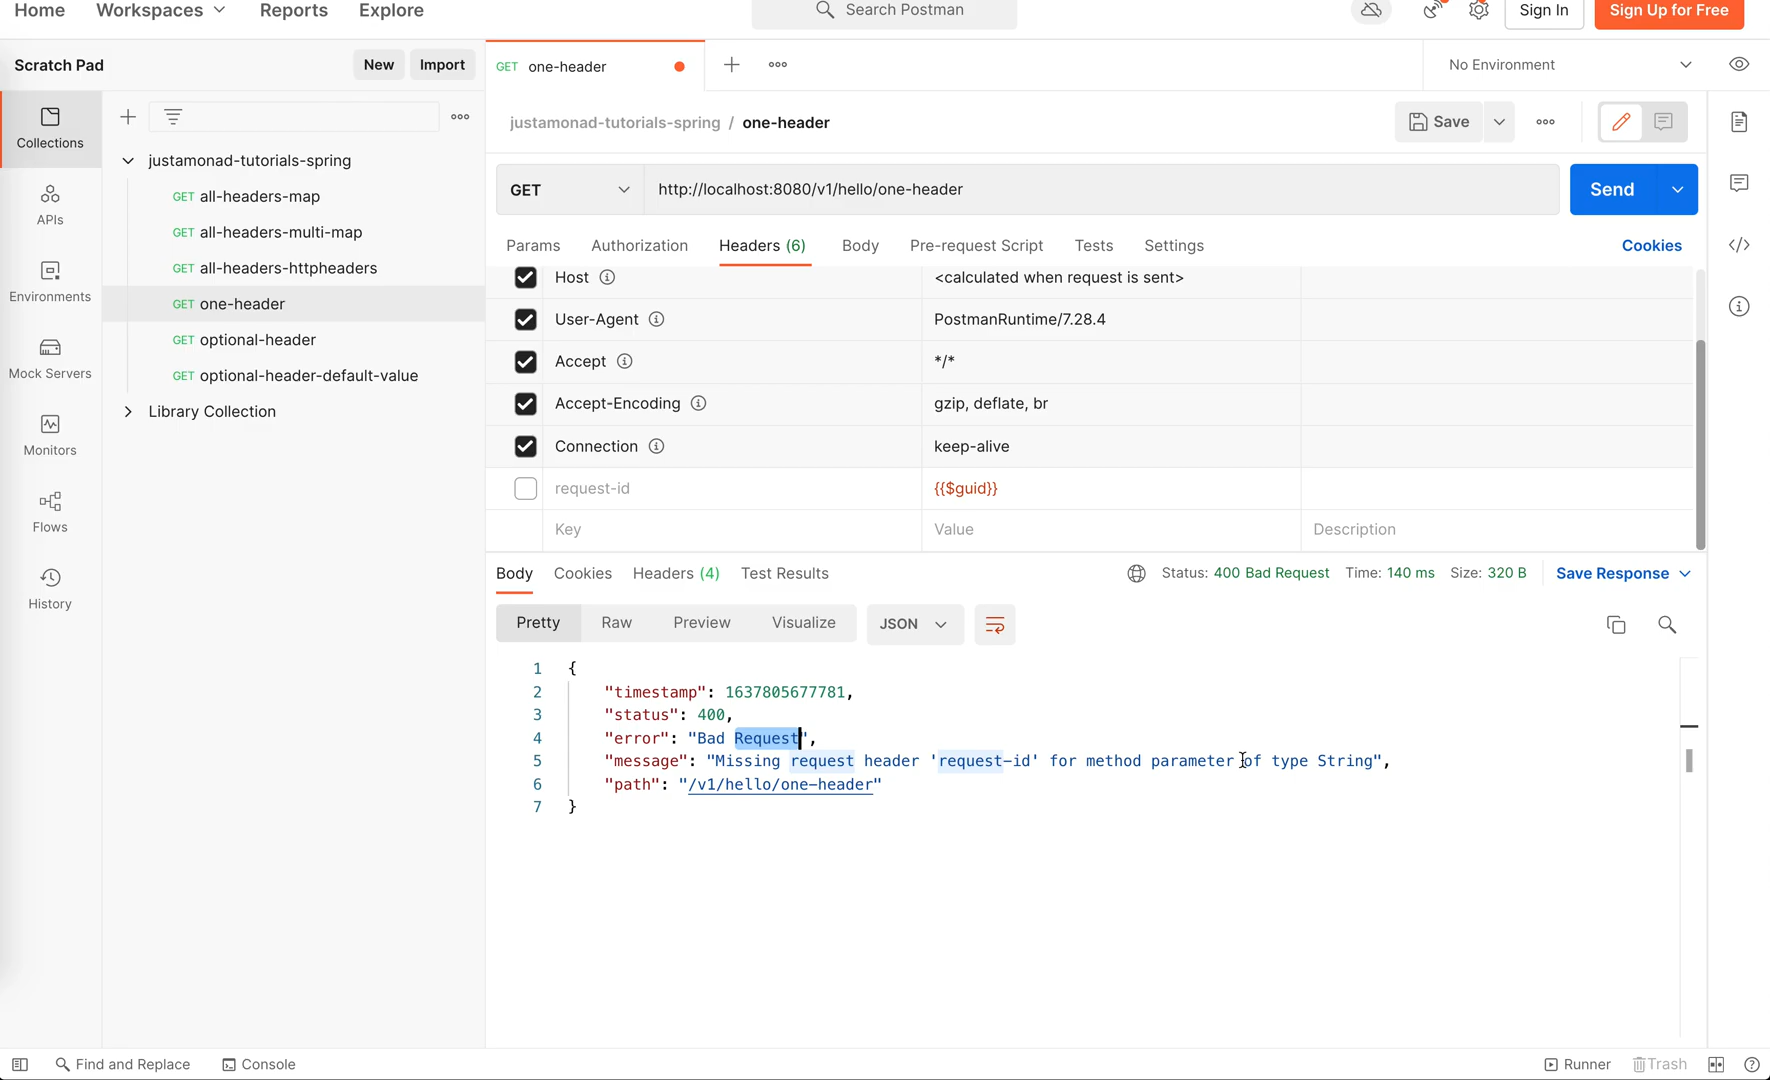 Home Workspaces Reports Explore Search Postman Sign In Sign Up for Free
Scratch Pad New Import GET one-header No Environment
Collections
justamonad-tutorials-spring / one-header Save
justamonad-tutorials-spring
GET all-headers-map
GET all-headers-multi-map
GET all-headers-httpheaders
GET one-header
GET optional-header
GET optional-header-default-value
Library Collection
APIs
Environments
Mock Servers
Monitors
Flows
History
GET http://localhost:8080/v1/hello/one-header Send
Params Authorization Headers (6) Body Pre-request Script Tests Settings Cookies
Host <calculated when request is sent>
User-Agent PostmanRuntime/7.28.4
Accept */*
Accept-Encoding gzip, deflate, br
Connection keep-alive
request-id {{$guid}}
Key Value Description
Body Cookies Headers (4) Test Results Status: 400 Bad Request Time: 140 ms Size: 320 B Save Response
Pretty Raw Preview Visualize JSON
1 {
2 "timestamp": 1637805677781,
3 "status": 400,
4 "error": "Bad Request",
5 "message": "Missing request header 'request-id' for method parameter of type String",
6 "path": "/v1/hello/one-header"
7 }
Find and Replace Console Runner Trash